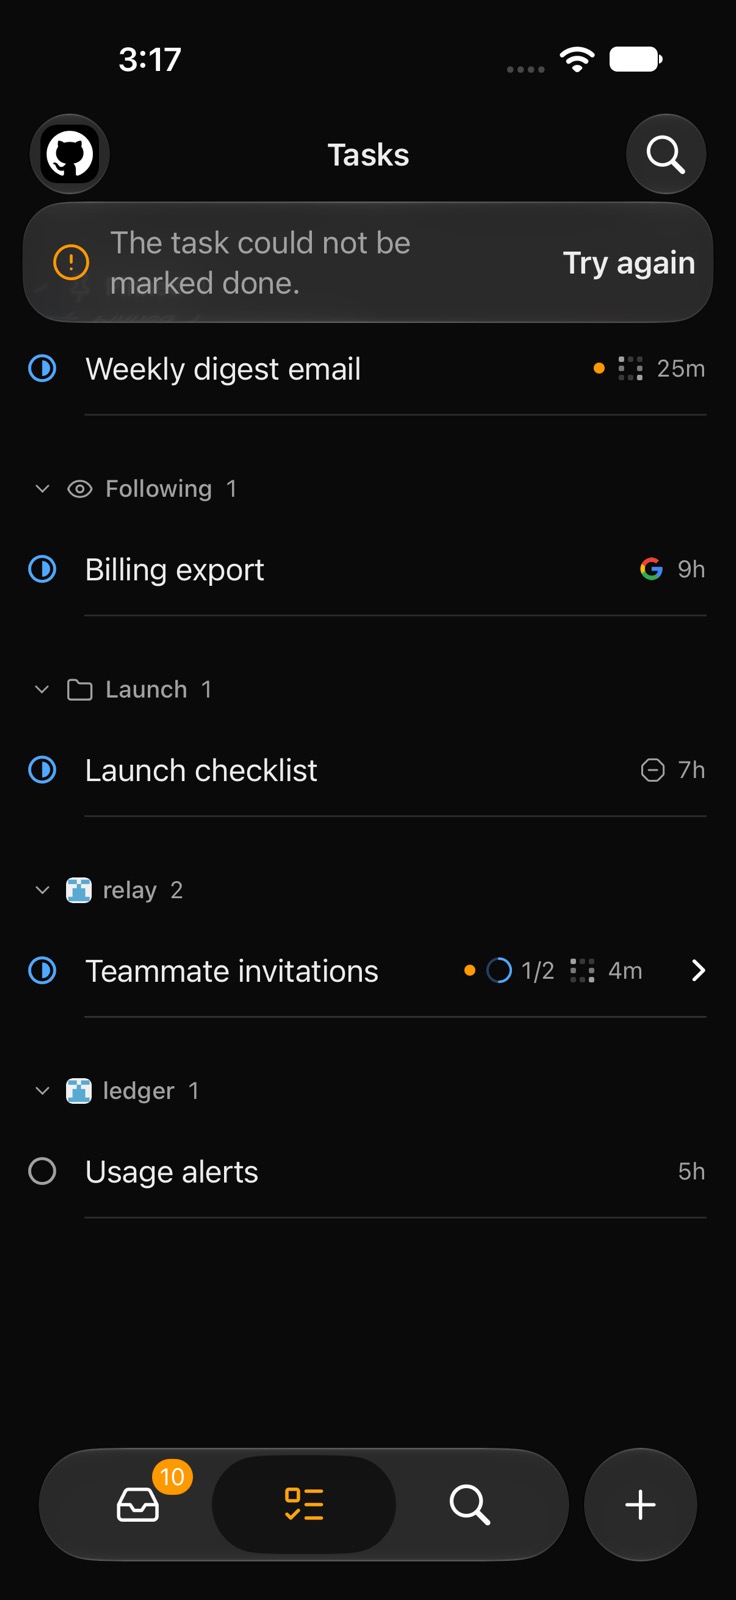 3:17
Tasks
The task could not be
marked done.
Try again
Weekly digest email 25m
Following 1
Billing export 9h
Launch 1
Launch checklist 7h
relay 2
Teammate invitations 1/2 4m
ledger 1
Usage alerts 5h
10